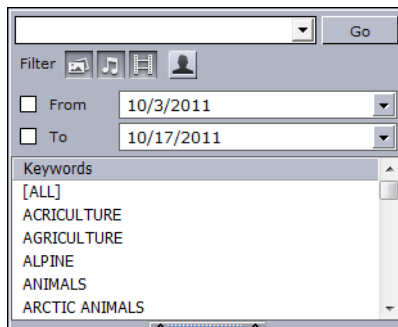 Go
Filter
From 10/3/2011
To 10/17/2011
Keywords
[ALL]
ACRICULTURE
AGRICULTURE
ALPINE
ANIMALS
ARCTIC ANIMALS